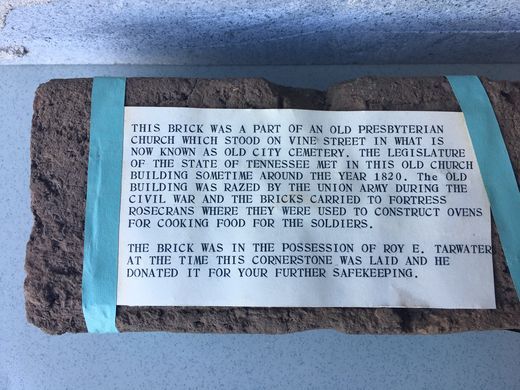 THIS BRICK WAS A PART OF AN OLD PRESBYTERIAN
CHURCH WHICH STOOD ON VINE STREET IN WHAT IS
NOW KNOWN AS OLD CITY CEMETERY. THE LEGISLATURE
OF THE STATE OF TENNESSEE MET IN THIS OLD CHURCH
BUILDING SOMETIME AROUND THE YEAR 1820. The OLD
BUILDING WAS RAZED BY THE UNION ARMY DURING THE
CIVIL WAR AND THE BRICKS CARRIED TO FORTRESS
ROSECRANS WHERE THEY WERE USED TO CONSTRUCT OVENS
FOR COOKING FOOD FOR THE SOLDIERS.
THE BRICK WAS IN THE POSSESSION OF ROY E. TARWATER
AT THE TIME THIS CORNERSTONE WAS LAID AND HE
DONATED IT FOR YOUR FURTHER SAFEKEEPING.